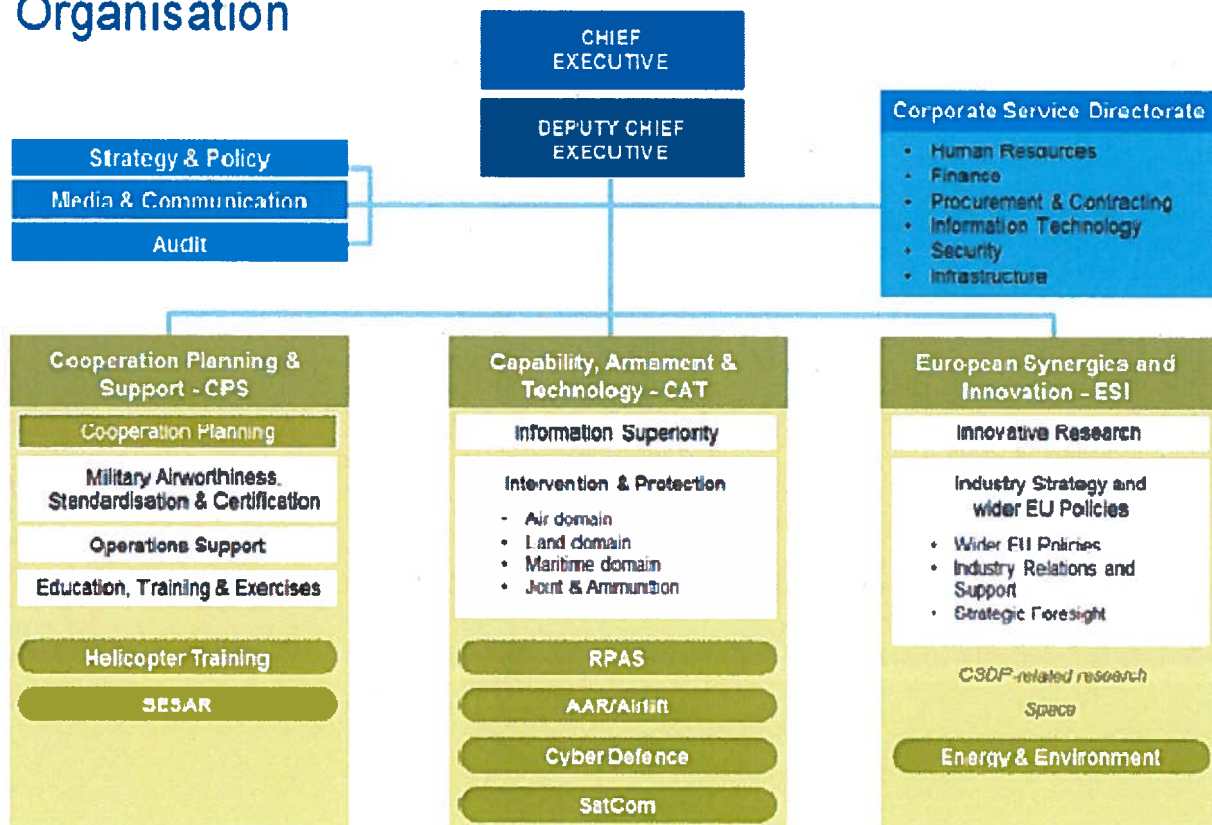 Organisation
CHIEF
EXECUTIVE
DEPUTY CHIEF
EXECUTIVE
Strategy & Policy
Media & Communication
Audit
Corporate Service Directorate
• Human Resources
• Finance
• Procurement & Contracting
• Information Technology
• Security
• Infrastructure
Cooperation Planning &
Support - CPS
Cooperation Planning
Military Airworthiness,
Standardisation & Certification
Operations Support
Education, Training & Exercises
Helicopter Training
SESAR
Capability, Armament &
Technology - CAT
Information Superiority
Intervention & Protection
• Air domain
• Land domain
• Maritime domain
• Joint & Ammunition
RPAS
AAR/Airlift
Cyber Defence
SatCom
European Synergies and
Innovation - ESI
Innovative Research
Industry Strategy and
wider EU Policies
• Wider EU Policies
• Industry Relations and
Support
• Strategic Foresight
CSDP-related research
Space
Energy & Environment